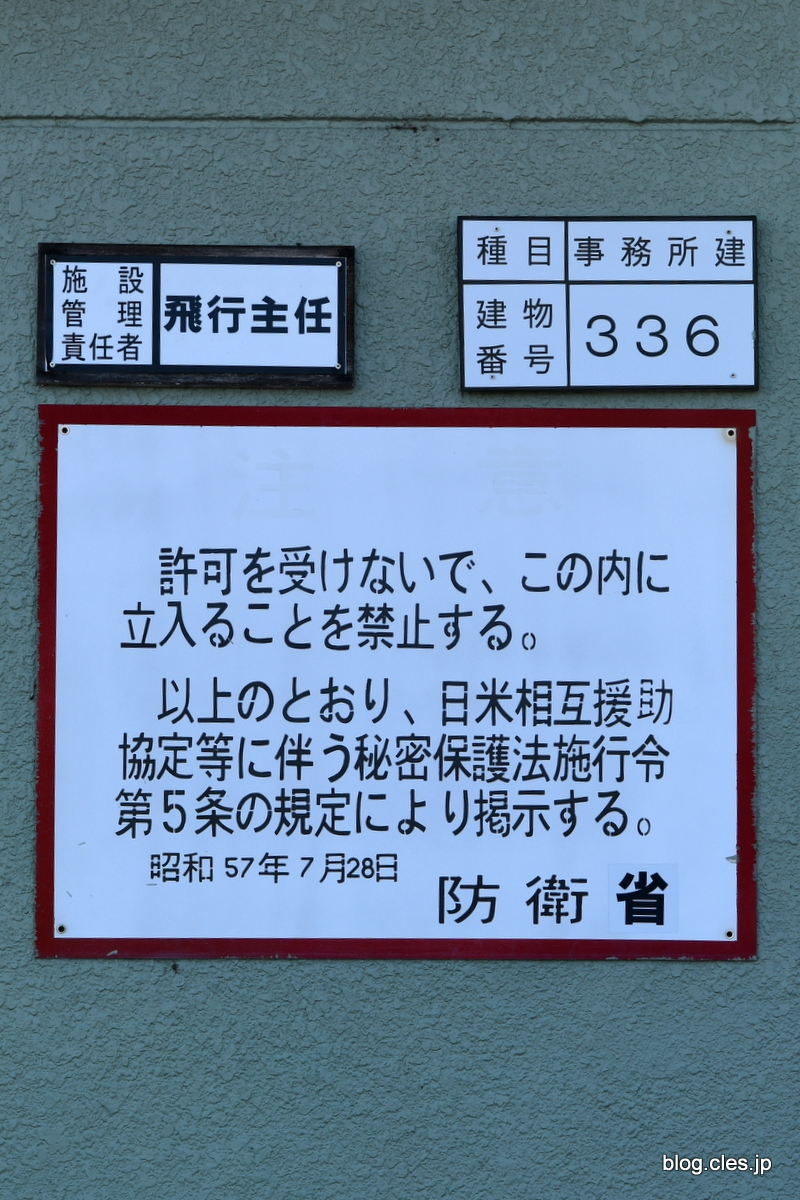 施設
管理
責任者
飛行主任
種目
事務所建
建物
番号
336
注意
許可を受けないで、この内に
立入ることを禁止する。
以上のとおり、日米相互援助
協定等に伴う秘密保護法施行令
第5条の規定により掲示する。
昭和57年7月28日
防衛省
blog.cles.jp